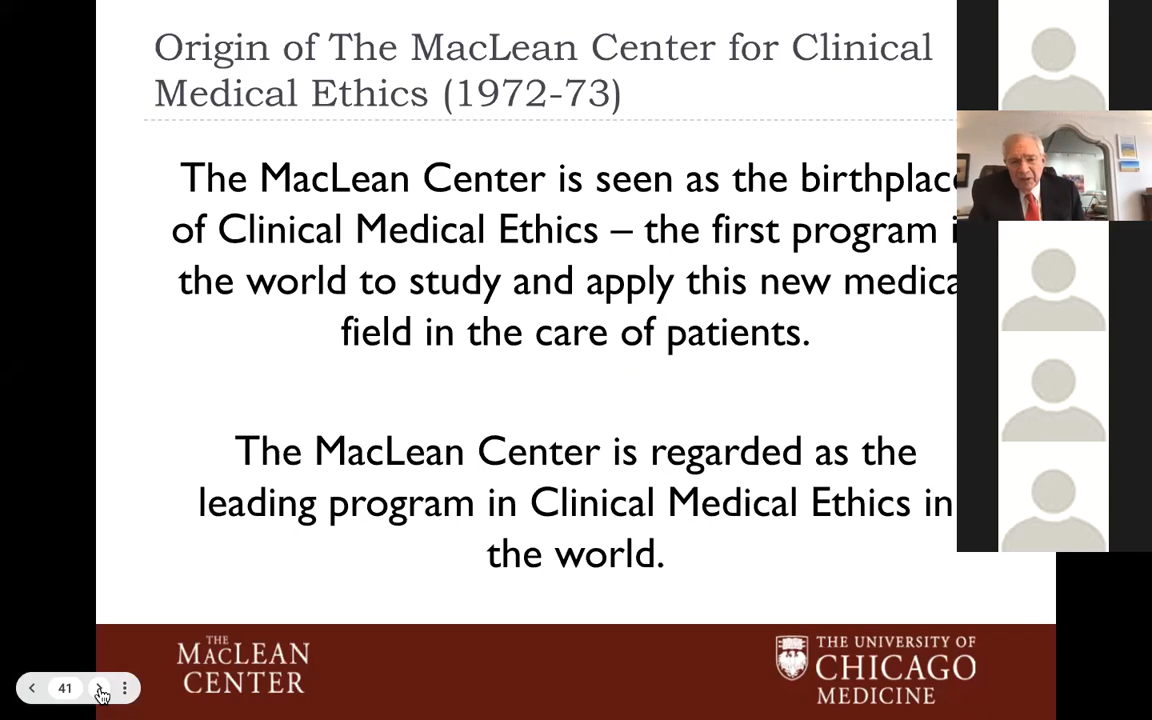 Origin of The MacLean Center for Clinical
Medical Ethics (1972-73)
The MacLean Center is seen as the birthplac
of Clinical Medical Ethics – the first program
the world to study and apply this new medica
field in the care of patients.
The MacLean Center is regarded as the
leading program in Clinical Medical Ethics in
the world.
THE
MACLEAN
CENTER
THE UNIVERSITY OF
CHICAGO
MEDICINE
41